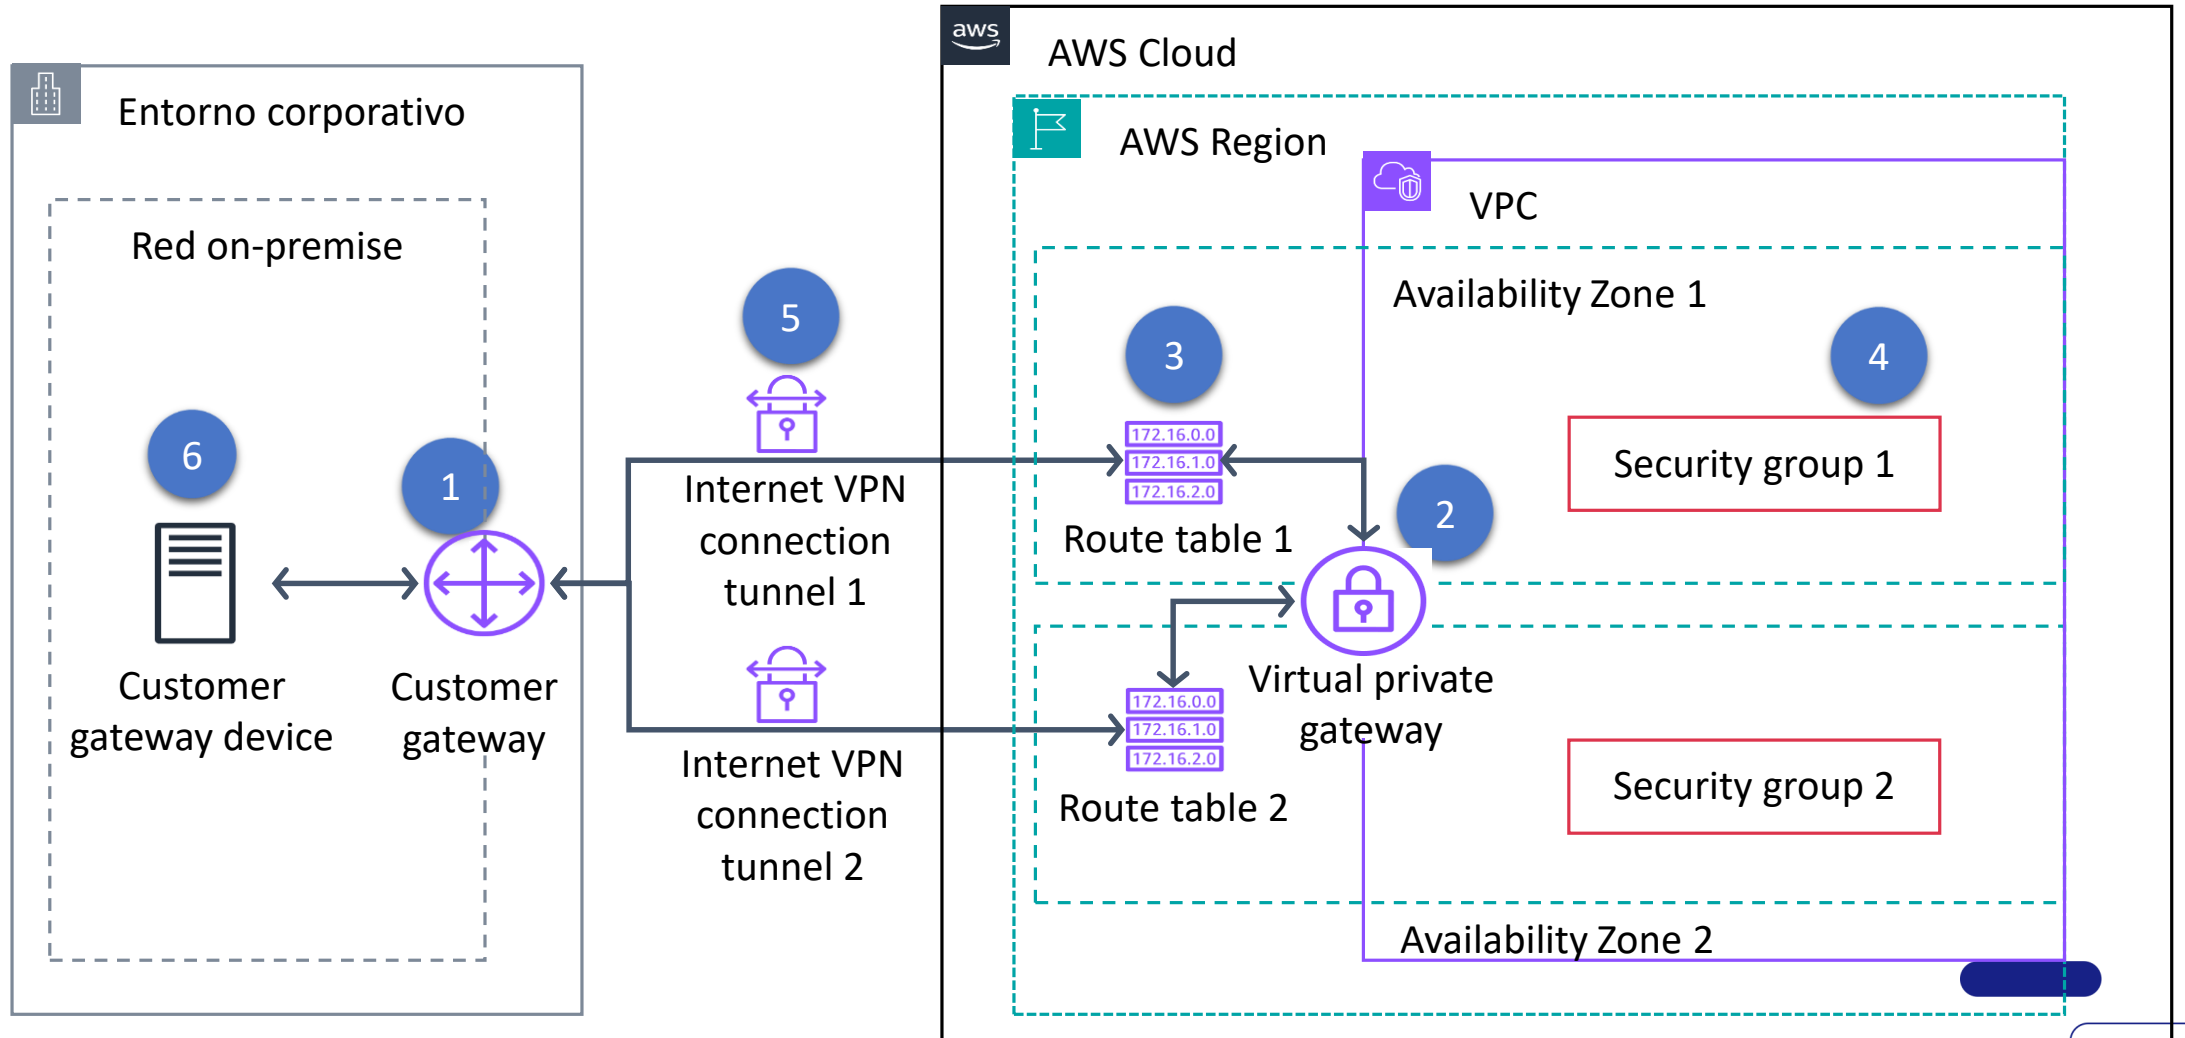 aws
AWS Cloud
Entorno corporativo
AWS Region
VPC
Red on-premise
Availability Zone 1
5
3
4
172.16.0.0
172.16.1.0
172.16.2.0
Security group 1
6
1
2
Internet VPN
connection
tunnel 1
Route table 1
Customer
gateway device
Customer
gateway
Virtual private
gateway
172.16.0.0
172.16.1.0
172.16.2.0
Internet VPN
connection
tunnel 2
Route table 2
Security group 2
Availability Zone 2